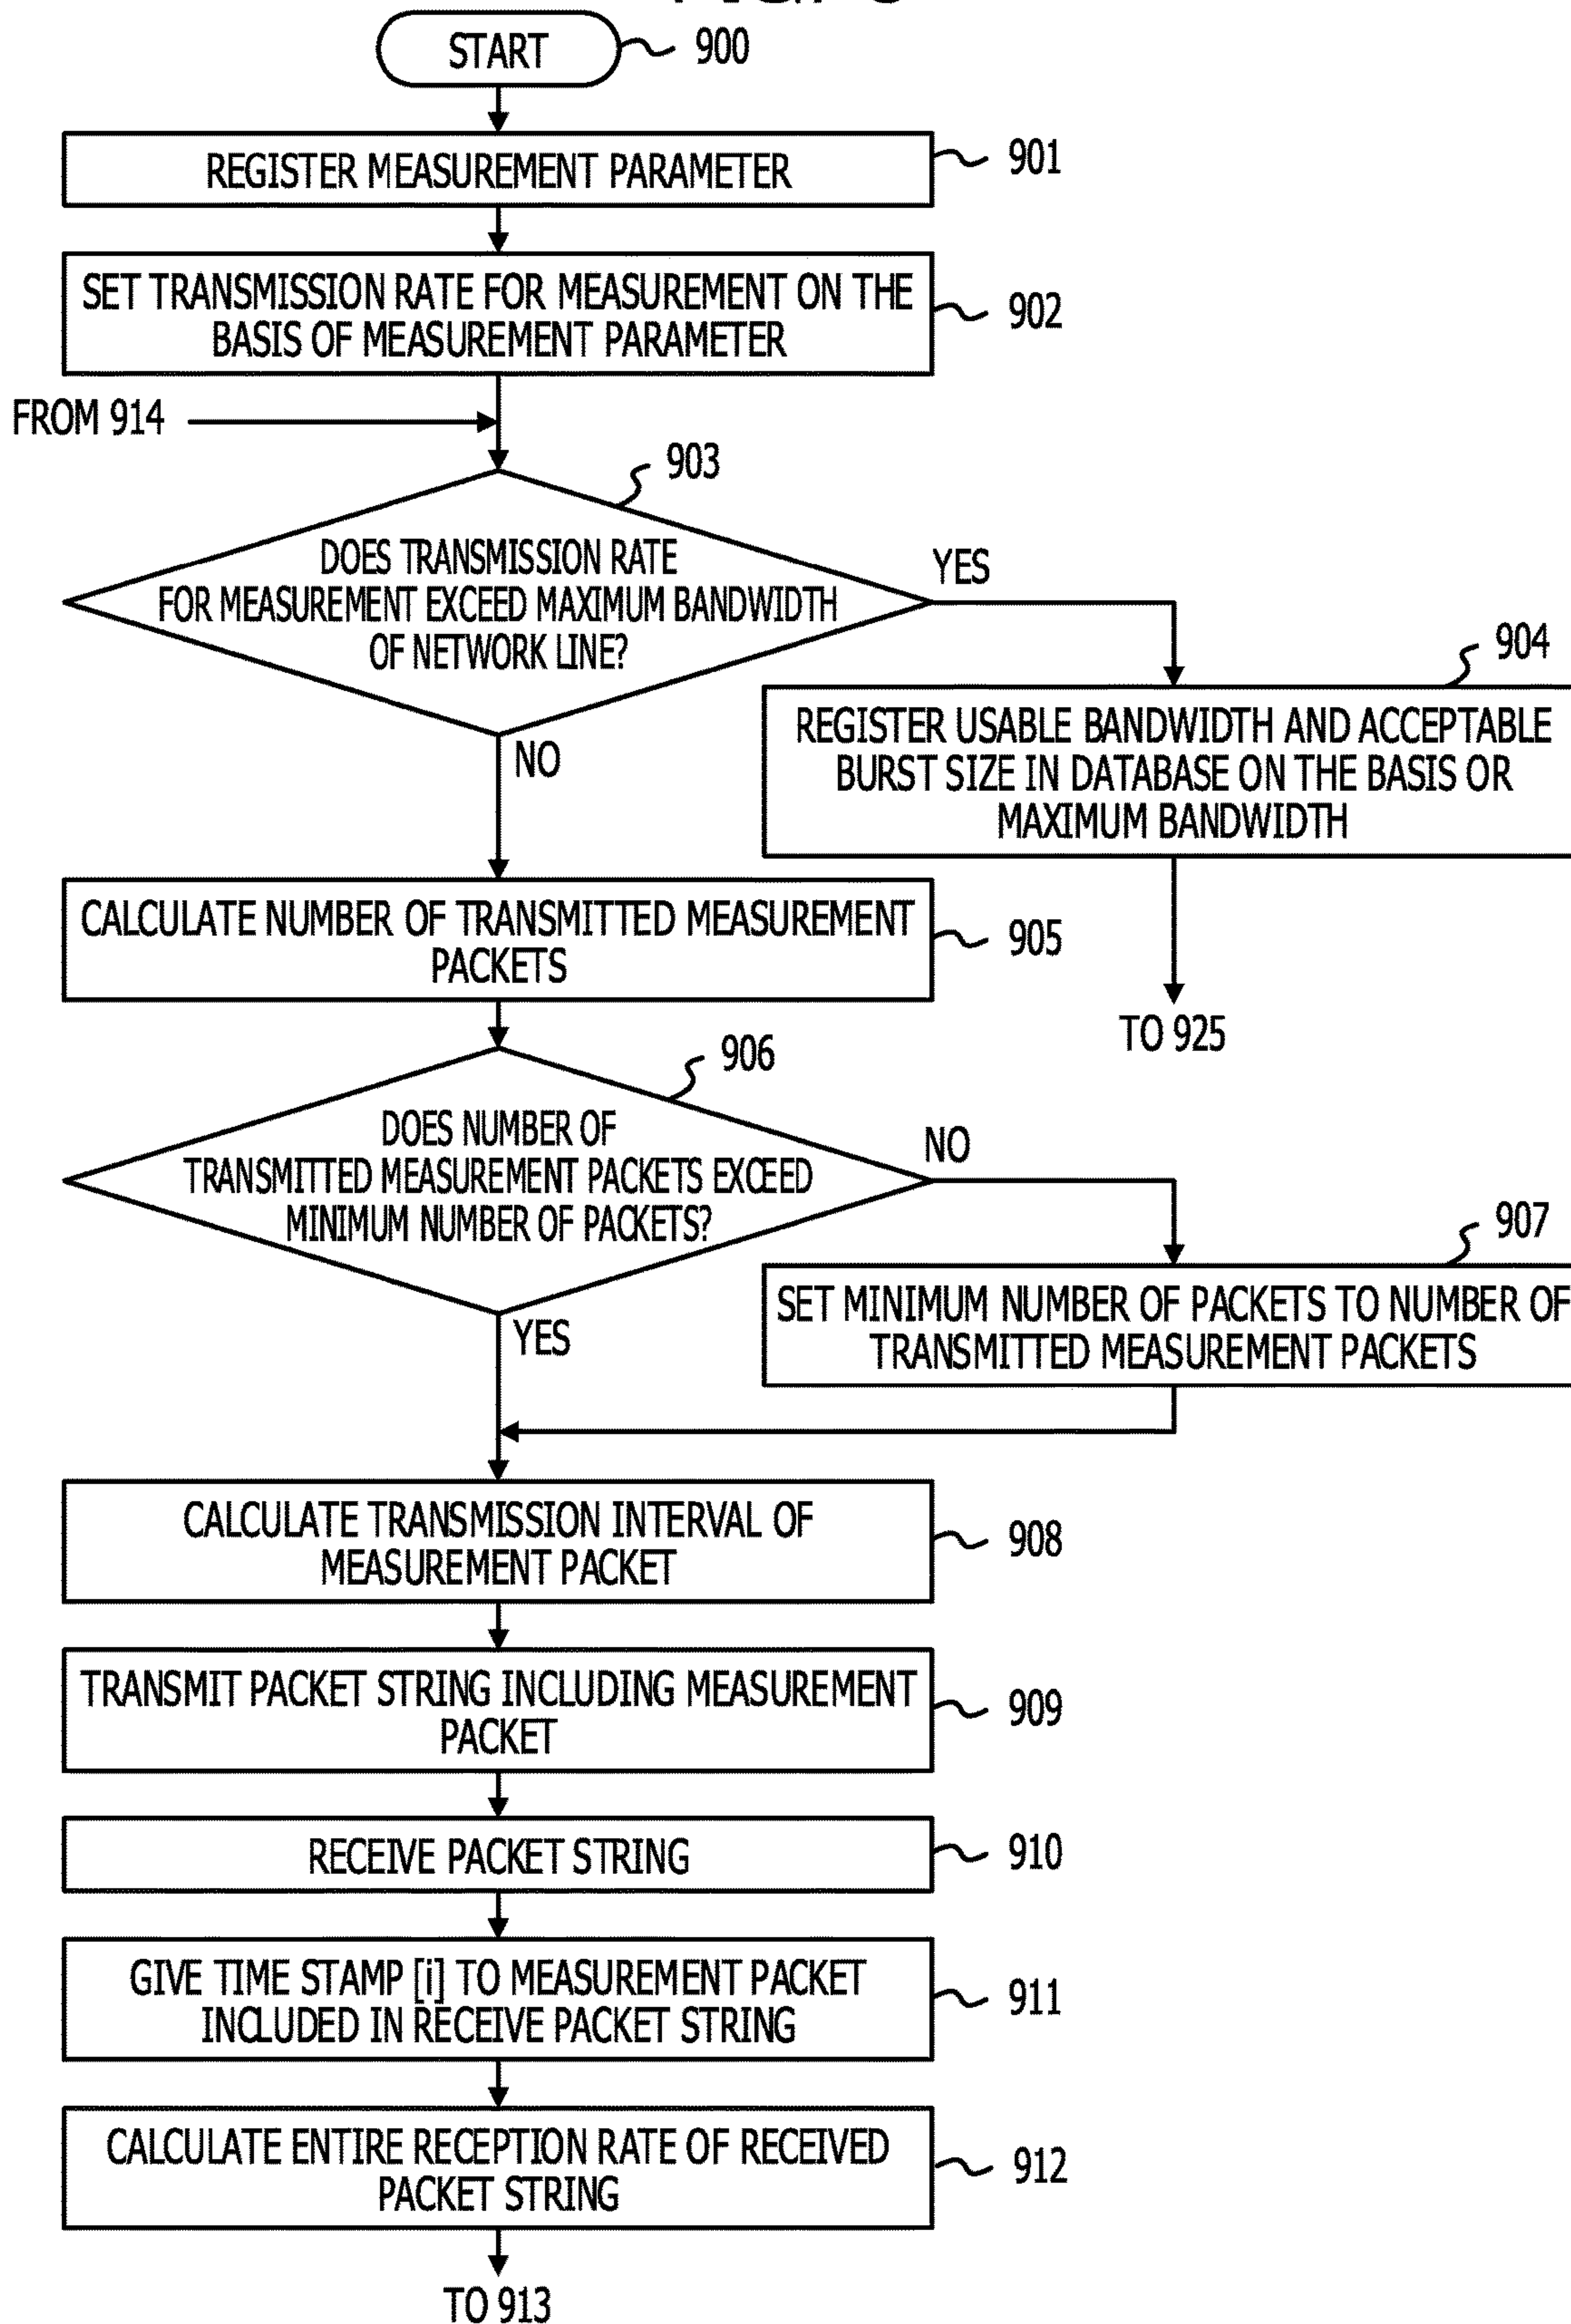 START
900
REGISTER MEASUREMENT PARAMETER
901
SET TRANSMISSION RATE FOR MEASUREMENT ON THE
BASIS OF MEASUREMENT PARAMETER
902
FROM 914
903
DOES TRANSMISSION RATE
FOR MEASUREMENT EXCEED MAXIMUM BANDWIDTH
OF NETWORK LINE?
YES
NO
904
REGISTER USABLE BANDWIDTH AND ACCEPTABLE
BURST SIZE IN DATABASE ON THE BASIS OR
MAXIMUM BANDWIDTH
TO 925
CALCULATE NUMBER OF TRANSMITTED MEASUREMENT
PACKETS
905
906
DOES NUMBER OF
TRANSMITTED MEASUREMENT PACKETS EXCEED
MINIMUM NUMBER OF PACKETS?
NO
YES
907
SET MINIMUM NUMBER OF PACKETS TO NUMBER OF
TRANSMITTED MEASUREMENT PACKETS
CALCULATE TRANSMISSION INTERVAL OF
MEASUREMENT PACKET
908
TRANSMIT PACKET STRING INCLUDING MEASUREMENT
PACKET
909
RECEIVE PACKET STRING
910
GIVE TIME STAMP [i] TO MEASUREMENT PACKET
INCLUDED IN RECEIVE PACKET STRING
911
CALCULATE ENTIRE RECEPTION RATE OF RECEIVED
PACKET STRING
912
TO 913